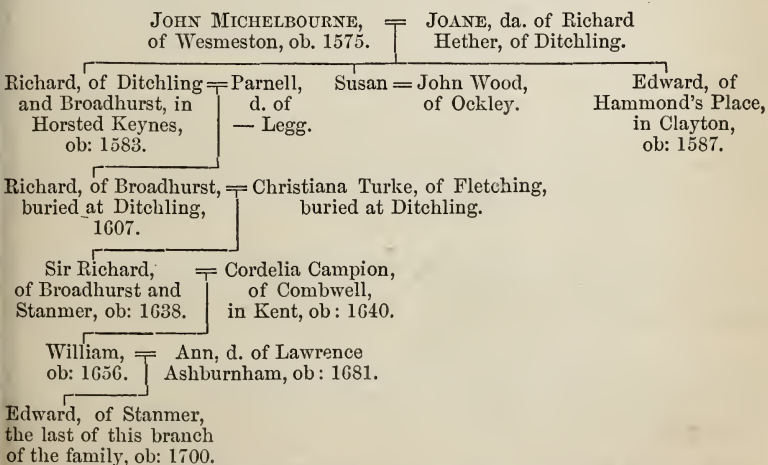 JOHN MICHELBOURNE, = JOANE, da. of Richard
of Wesmeston, ob. 1575. Hether, of Ditchling.
Richard, of Ditchling = Parnell, Susan = John Wood, Edward, of
and Broadhurst, in d. of of Ockley. Hammond's Place,
Horsted Keynes, — Legg. in Clayton,
ob: 1583. ob: 1587.
Richard, of Broadhurst, = Christiana Turke, of Fletching,
buried at Ditchling, buried at Ditchling.
1607.
Sir Richard, = Cordelia Campion,
of Broadhurst and of Combwell,
Stanmer, ob: 1638. in Kent, ob: 1640.
William, = Ann, d. of Lawrence
ob: 1656. Ashburnham, ob: 1681.
Edward, of Stanmer,
the last of this branch
of the family, ob: 1700.